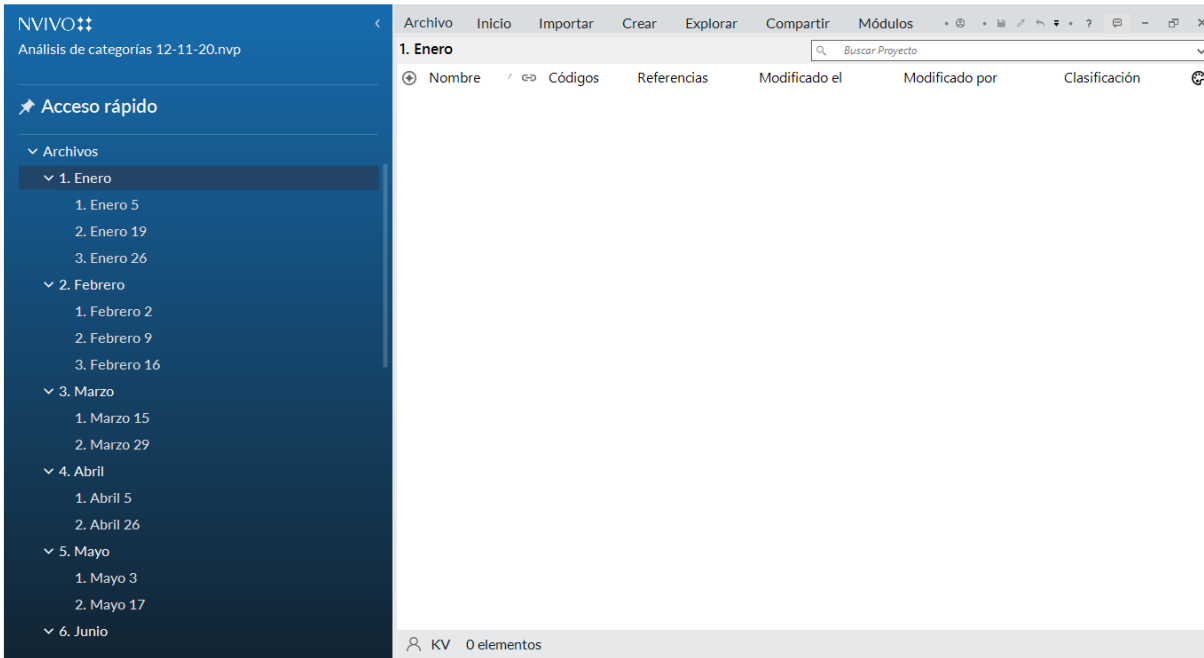 NVIVO
Análisis de categorías 12-11-20.nvp
Acceso rápido
Archivos
1. Enero
1. Enero 5
2. Enero 19
3. Enero 26
2. Febrero
1. Febrero 2
2. Febrero 9
3. Febrero 16
3. Marzo
1. Marzo 15
2. Marzo 29
4. Abril
1. Abril 5
2. Abril 26
5. Mayo
1. Mayo 3
2. Mayo 17
6. Junio
Archivo Inicio Importar Crear Explorar Compartir Módulos ?
1. Enero
Buscar Proyecto
Nombre Códigos Referencias Modificado el Modificado por Clasificación
KV 0 elementos